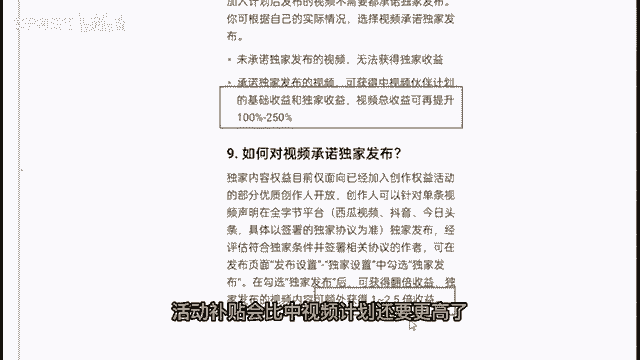 加入计划后发布的视频不需要都承诺独家发布。
你可根据自己的实际情况，选择视频承诺独家发
布。
• 未承诺独家发布的视频，无法获得独家收益
• 承诺独家发布的视频，可获得中视频伙伴计划
的基础收益和独家收益，视频总收益可再提升
100%-250%
9. 如何对视频承诺独家发布？
独家内容权益目前仅面向已经加入创作权益活动
的部分优质创作人开放，创作人可以针对单条视
频声明在全字节平台（西瓜视频、抖音、今日头
条，具体以签署的独家协议为准）独家发布，经
评估符合独家条件并签署相关协议的作者，可在
发布页面“发布设置”-“独家设置”中勾选“独家发
布”。在勾选“独家发布”后，可获得翻倍收益，独
家发布的视频内容可额外获得 1~2.5 倍收益
活动补贴会比中视频计划还要更高了